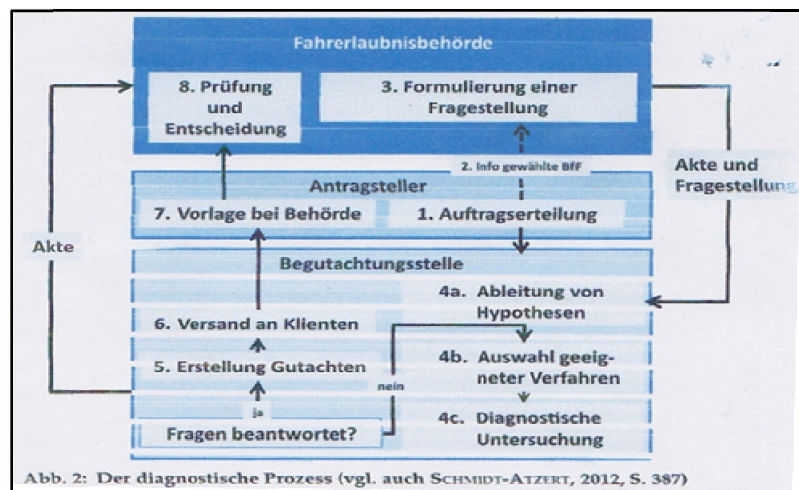 Fahrerlaubnisbehörde
8. Prüfung
und
Entscheidung
3. Formulierung einer
Fragestellung
2. Info gewählte BfF
Akte und
Fragestellung
Antragsteller
7. Vorlage bei Behörde
1. Auftragserteilung
Akte
Begutachtungsstelle
4a. Ableitung von
Hypothesen
6. Versand an Klienten
4b. Auswahl geeig-
neter Verfahren
5. Erstellung Gutachten
nein
ja
4c. Diagnostische
Untersuchung
Fragen beantwortet?
Abb. 2: Der diagnostische Prozess (vgl. auch SCHMIDT-ATZERT, 2012, S. 387)